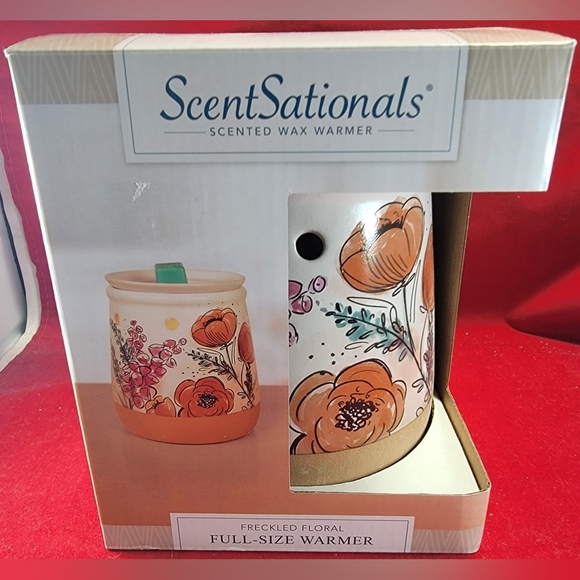 ScentSationals®
SCENTED WAX WARMER
FRECKLED FLORAL
FULL-SIZE WARMER